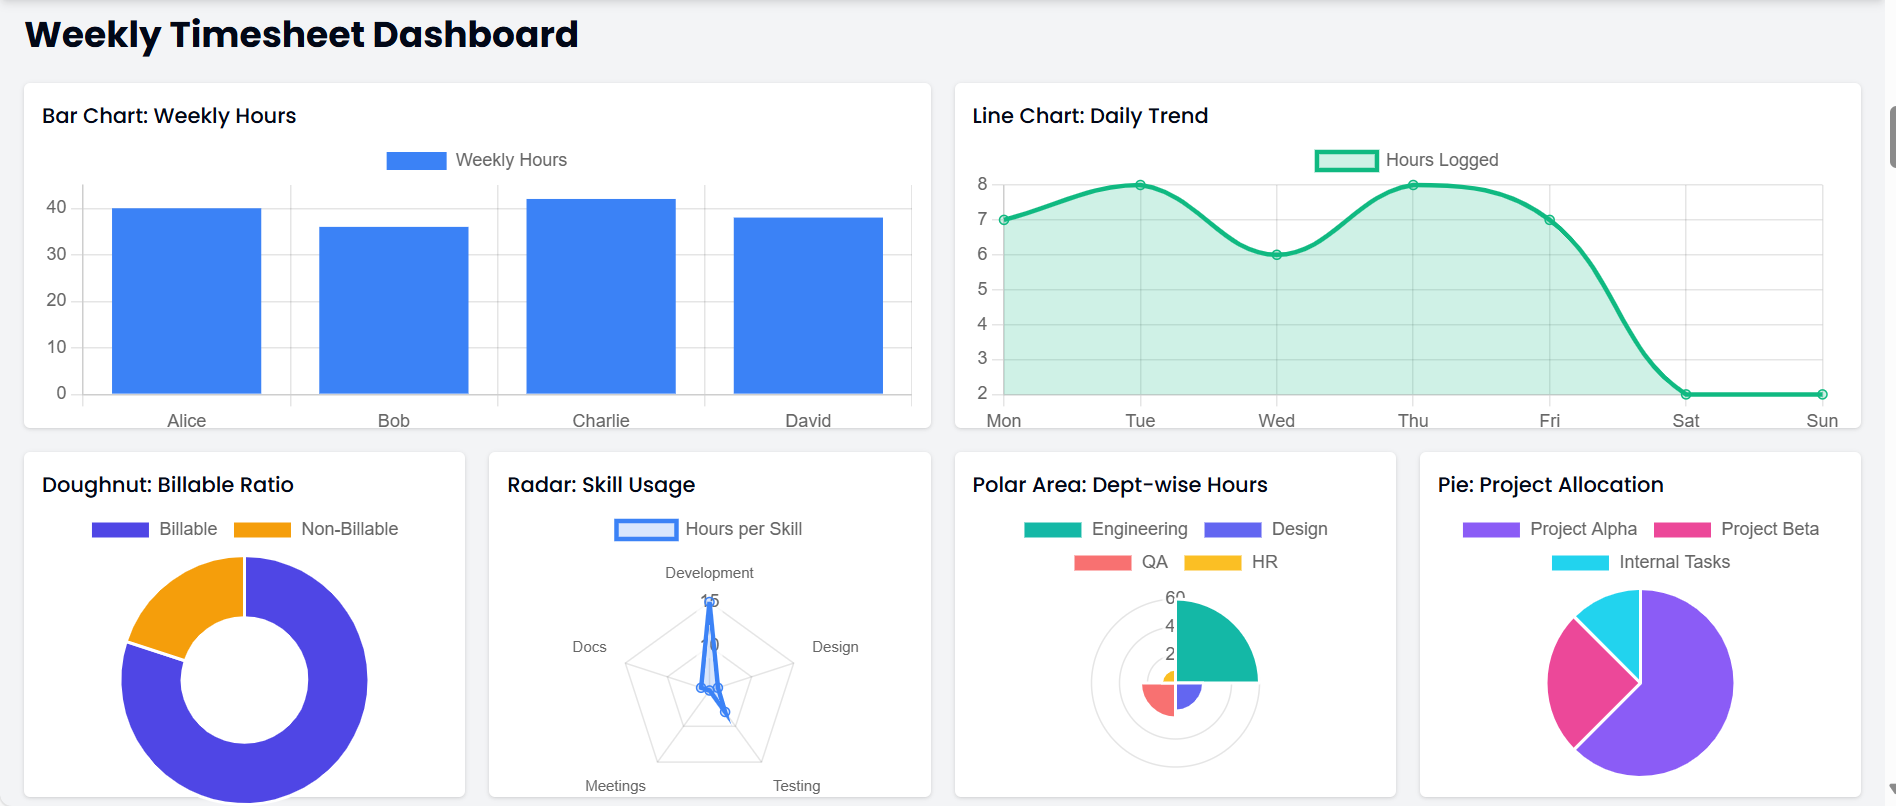 Weekly Timesheet Dashboard
Bar Chart: Weekly Hours
Weekly Hours
40
30
20
10
0
Alice Bob Charlie David
Line Chart: Daily Trend
Hours Logged
8
7
6
5
4
3
2
Mon Tue Wed Thu Fri Sat Sun
Doughnut: Billable Ratio
Billable Non-Billable
Radar: Skill Usage
Hours per Skill
Development
15
10
Docs Design
Meetings Testing
Polar Area: Dept-wise Hours
Engineering Design
QA HR
60
4
2
Pie: Project Allocation
Project Alpha Project Beta
Internal Tasks